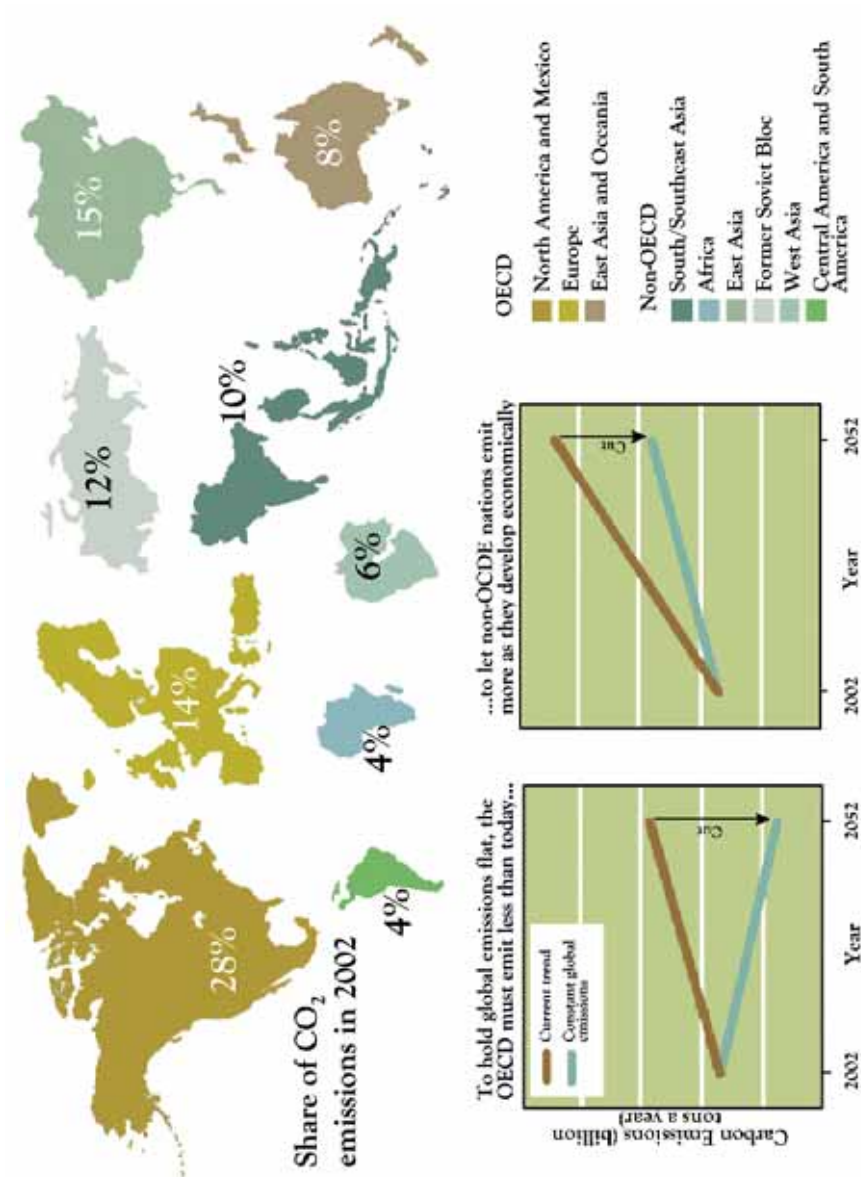 28%
14%
12%
15%
10%
8%
4%
4%
6%
Share of CO2
emissions in 2002
To hold global emissions flat, the
OECD must emit less than today...
Current trend
Constant global
emissions
Cut
Carbon Emissions (billion
tons a year)
2002
Year
2052
...to let non-OCDE nations emit
more as they develop economically
Cut
2002
Year
2052
OECD
North America and Mexico
Europe
East Asia and Occania
Non-OECD
South/Southeast Asia
Africa
East Asia
Former Soviet Bloc
West Asia
Central America and South
America